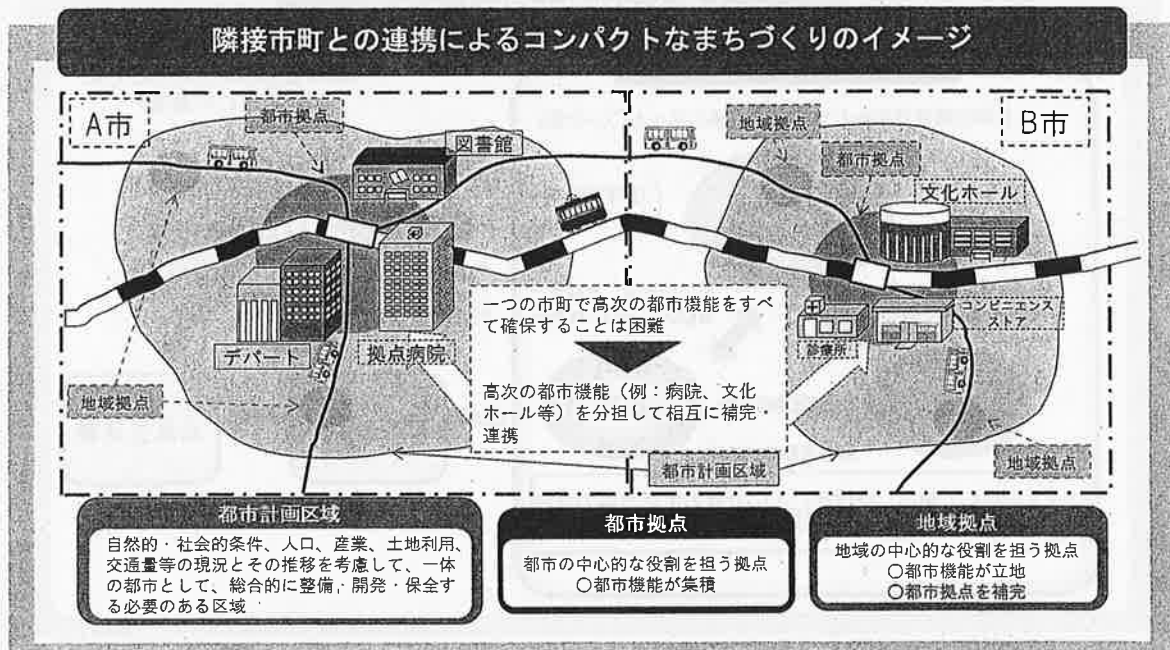 隣接市町との連携によるコンパクトなまちづくりのイメージ
A市
都市拠点
図書館
地域拠点
B市
都市拠点
文化ホール
デパート
拠点病院
一つの市町で高次の都市機能をすべ
て確保することは困難
高次の都市機能（例：病院、文化
ホール等）を分担して相互に補完・
連携
診療所
コンビニエンス
ストア
地域拠点
都市計画区域
地域拠点
都市計画区域
自然的・社会的条件、人口、産業、土地利用、
交通量等の現況とその推移を考慮して、一体
の都市として、総合的に整備、開発・保全す
る必要のある区域
都市拠点
都市の中心的な役割を担う拠点
○都市機能が集積
地域拠点
地域の中心的な役割を担う拠点
○都市機能が立地
○都市拠点を補完